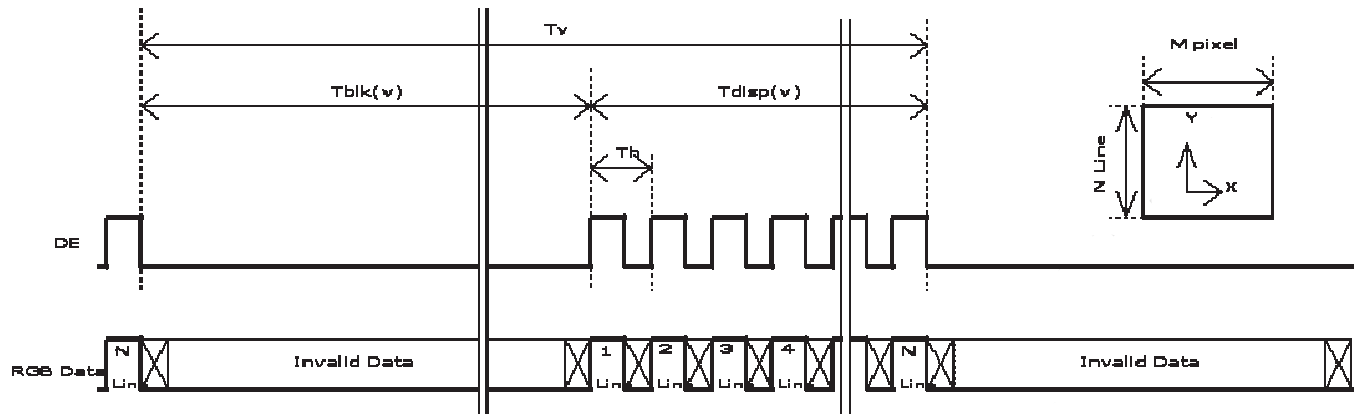 Tv
M pixel
Tblk(v)
Tdisp(v)
Th
Y
N Line
X
DE
RGB Data
N
Lin
Invalid Data
1
Lin
2
Lin
3
Lin
4
Lin
N
Lin
Invalid Data